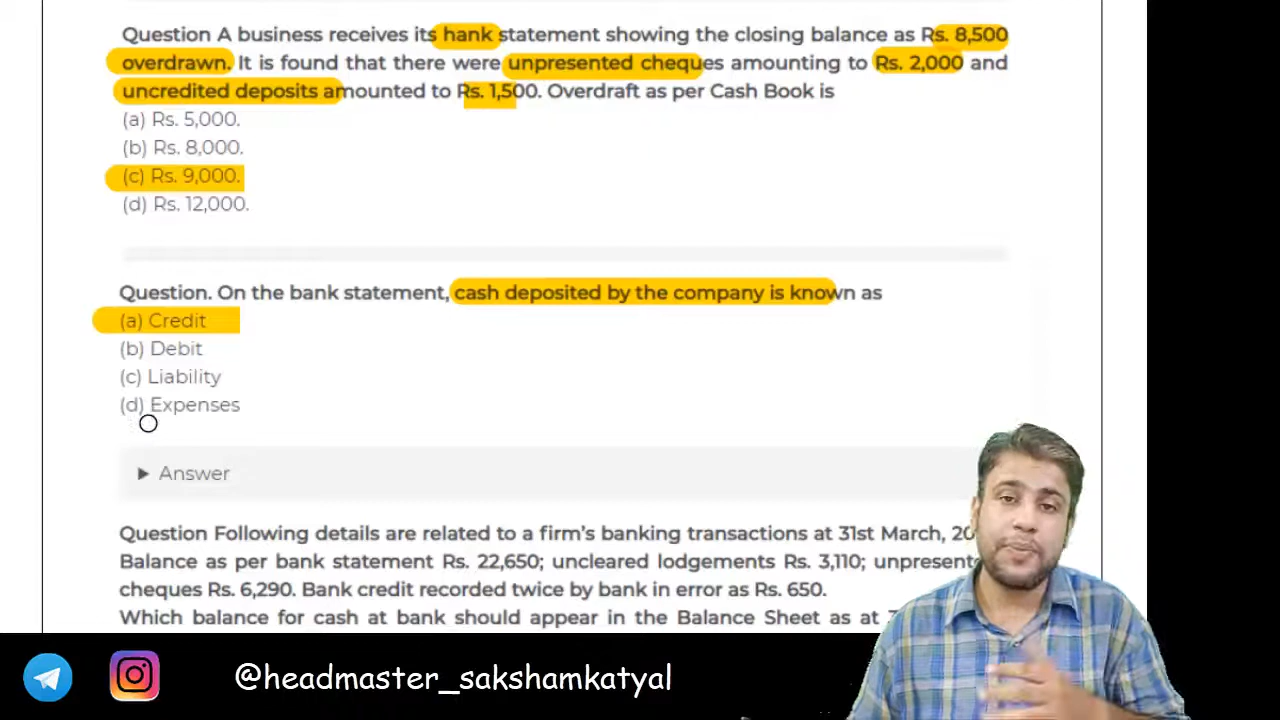 Question A business receives its hank statement showing the closing balance as Rs. 8,500
overdrawn. It is found that there were unpresented cheques amounting to Rs. 2,000 and
uncredited deposits amounted to Rs. 1,500. Overdraft as per Cash Book is
(a) Rs. 5,000.
(b) Rs. 8,000.
(c) Rs. 9,000.
(d) Rs. 12,000.
Question. On the bank statement, cash deposited by the company is known as
(a) Credit
(b) Debit
(c) Liability
(d) Expenses
Answer
Question Following details are related to a firm's banking transactions at 31st March,
Balance as per bank statement Rs. 22,650; uncleared lodgements Rs. 3,110;
cheques Rs. 6,290. Bank credit recorded twice by bank in error as Rs. 650.
Which balance for cash at bank should appear in the Balance Sheet as at
@headmaster_sakshamkatyal